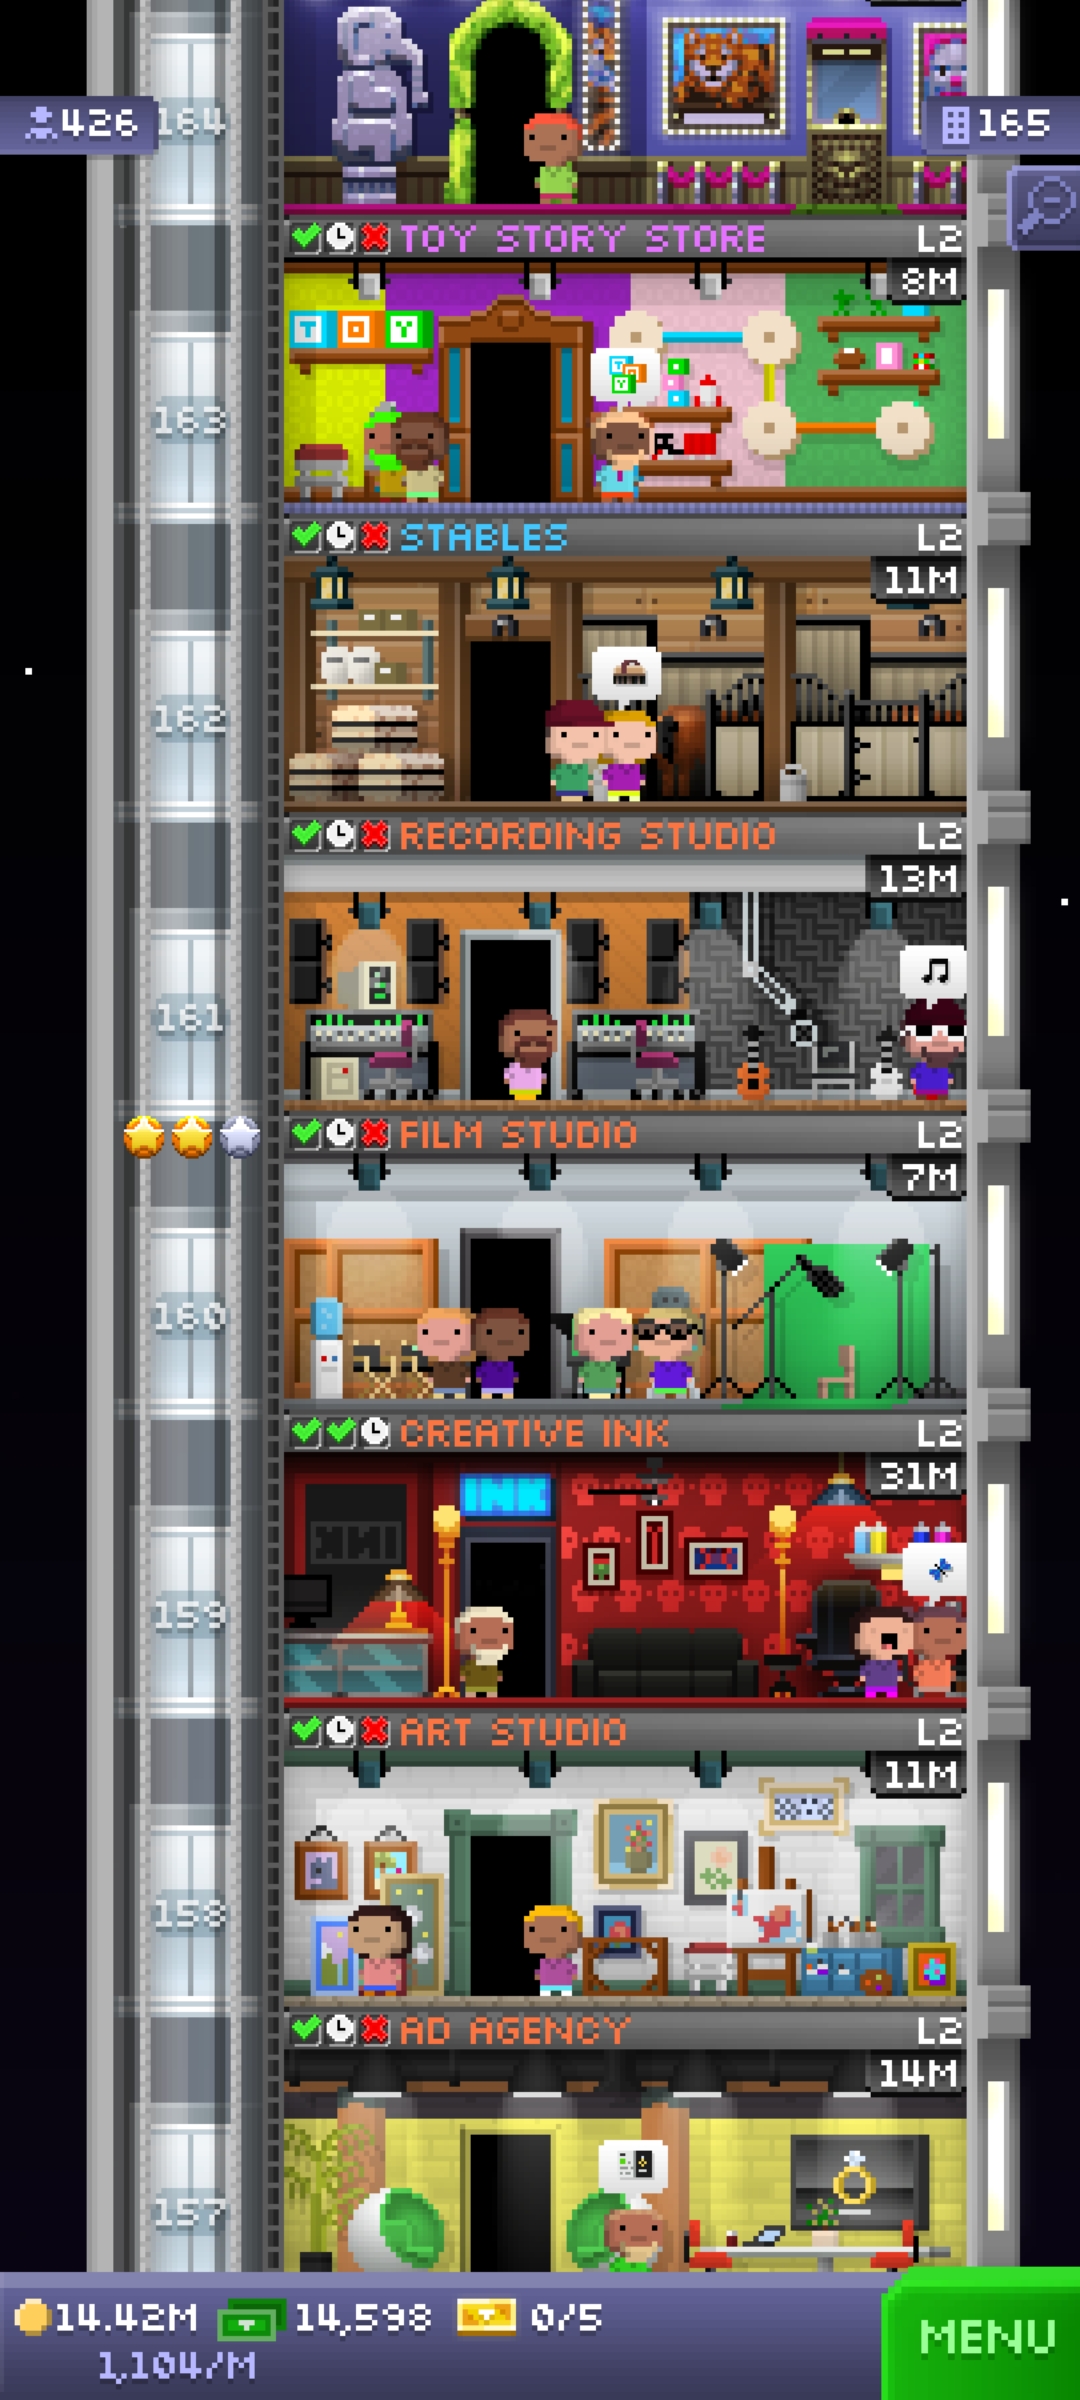 426
164
165
TOY STORY STORE L2
8M
T O Y
163
STABLES L2
11M
162
RECORDING STUDIO L2
13M
161
FILM STUDIO L2
7M
160
CREATIVE INK L2
31M
INK
159
ART STUDIO L2
11M
158
AD AGENCY L2
14M
157
14.42M 14,598 0/5
1,104/M
MENU